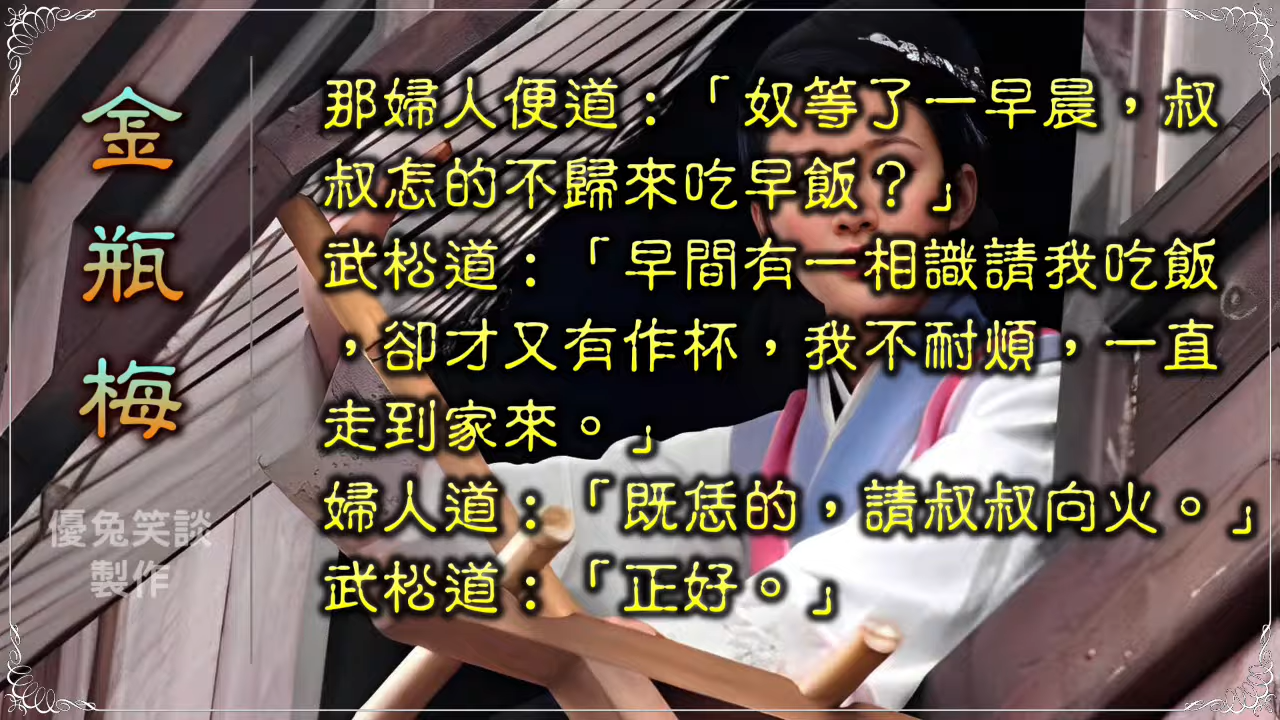 金瓶梅
優兔笑談
製作
那婦人便道：「奴等了一早晨，叔
叔怎的不歸來吃早飯？」
武松道：「早間有一相識請我吃飯
，卻才又有作杯，我不耐煩，一直
走到家來。」
婦人道：「既恁的，請叔叔向火。」
武松道：「正好。」